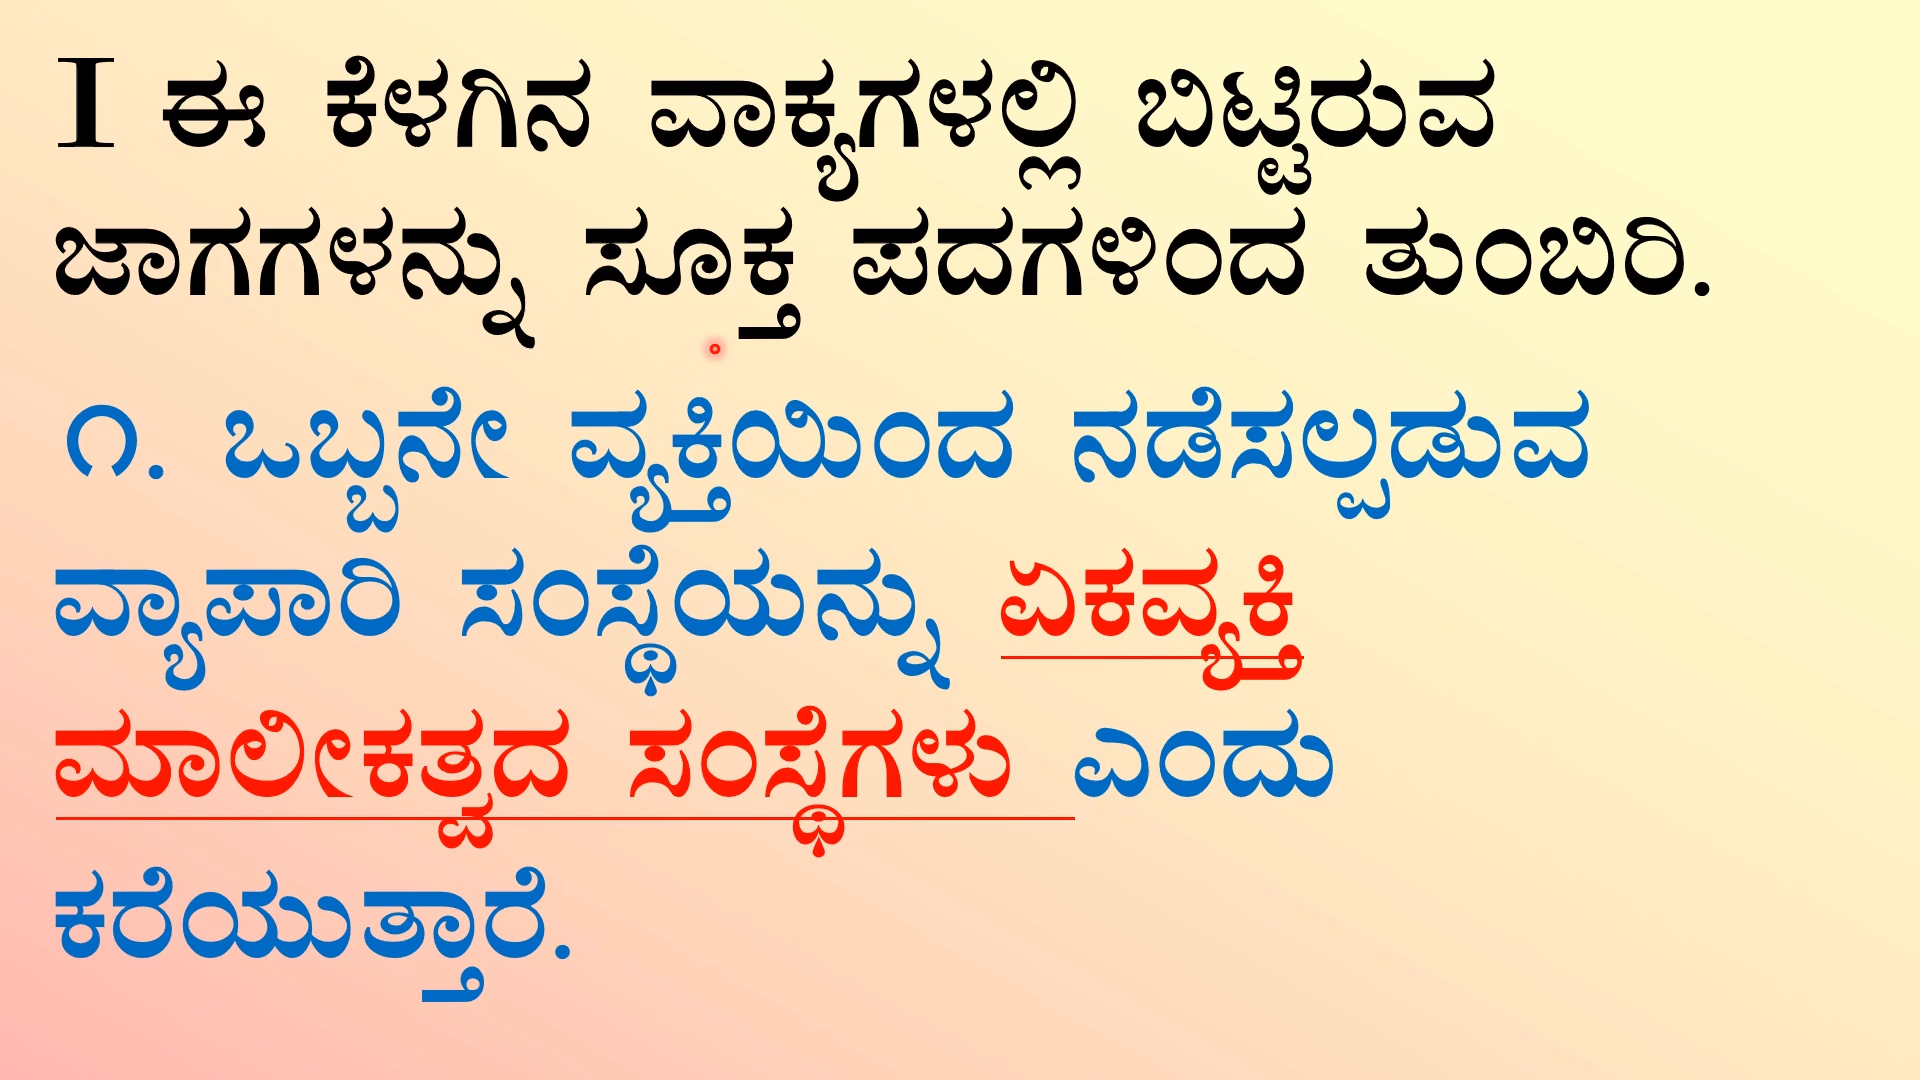 I ಈ ಕೆಳಗಿನ ವಾಕ್ಯಗಳಲ್ಲಿ ಬಿಟ್ಟಿರುವ
ಜಾಗಗಳನ್ನು ಸೂಕ್ತ ಪದಗಳಿಂದ ತುಂಬಿರಿ.
೧. ಒಬ್ಬನೇ ವ್ಯಕ್ತಿಯಿಂದ ನಡೆಸಲ್ಪಡುವ
ವ್ಯಾಪಾರಿ ಸಂಸ್ಥೆಯನ್ನು ಏಕವ್ಯಕ್ತಿ
ಮಾಲೀಕತ್ವದ ಸಂಸ್ಥೆಗಳು ಎಂದು
ಕರೆಯುತ್ತಾರೆ.